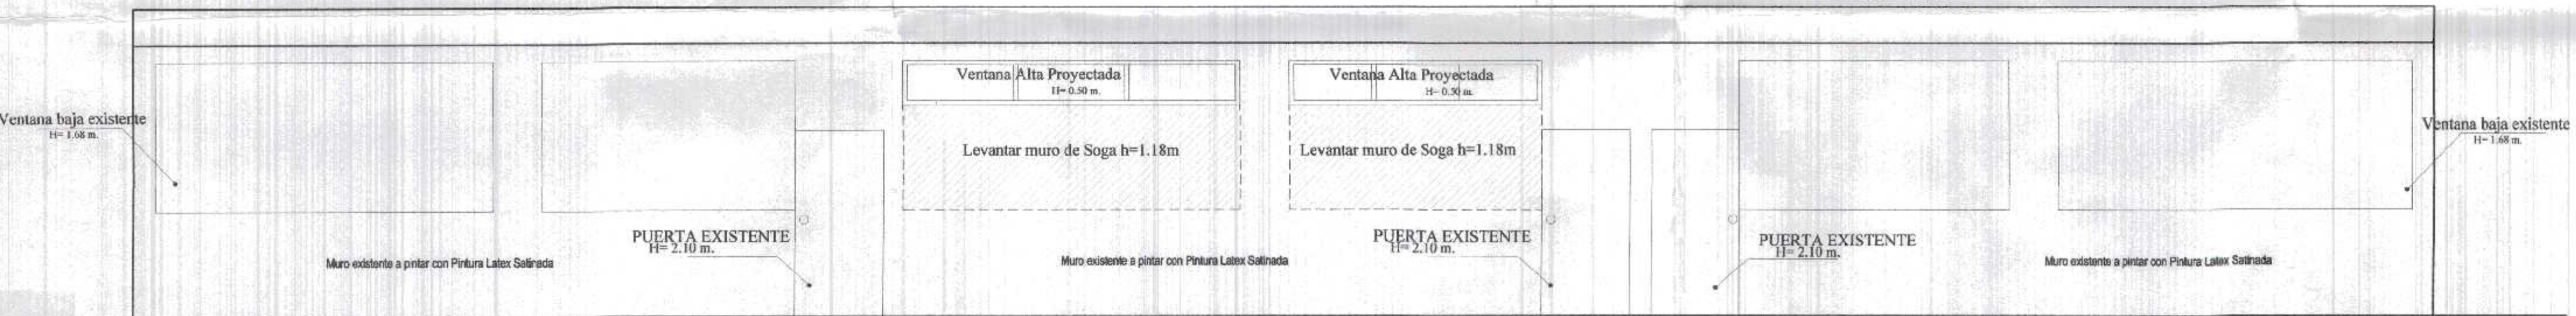 Ventana Alta Proyectada
H= 0.50 m.
Ventana Alta Proyectada
H= 0.50 m.
Ventana baja existente
H= 1.68 m.
Ventana baja existente
H= 1.68 m.
Levantar muro de Soga h=1.18m
Levantar muro de Soga h=1.18m
PUERTA EXISTENTE
H= 2.10 m.
PUERTA EXISTENTE
H= 2.10 m.
PUERTA EXISTENTE
H= 2.10 m.
Muro existente a pintar con Pintura Latex Satinada
Muro existente a pintar con Pintura Latex Satinada
Muro existente a pintar con Pintura Latex Satinada